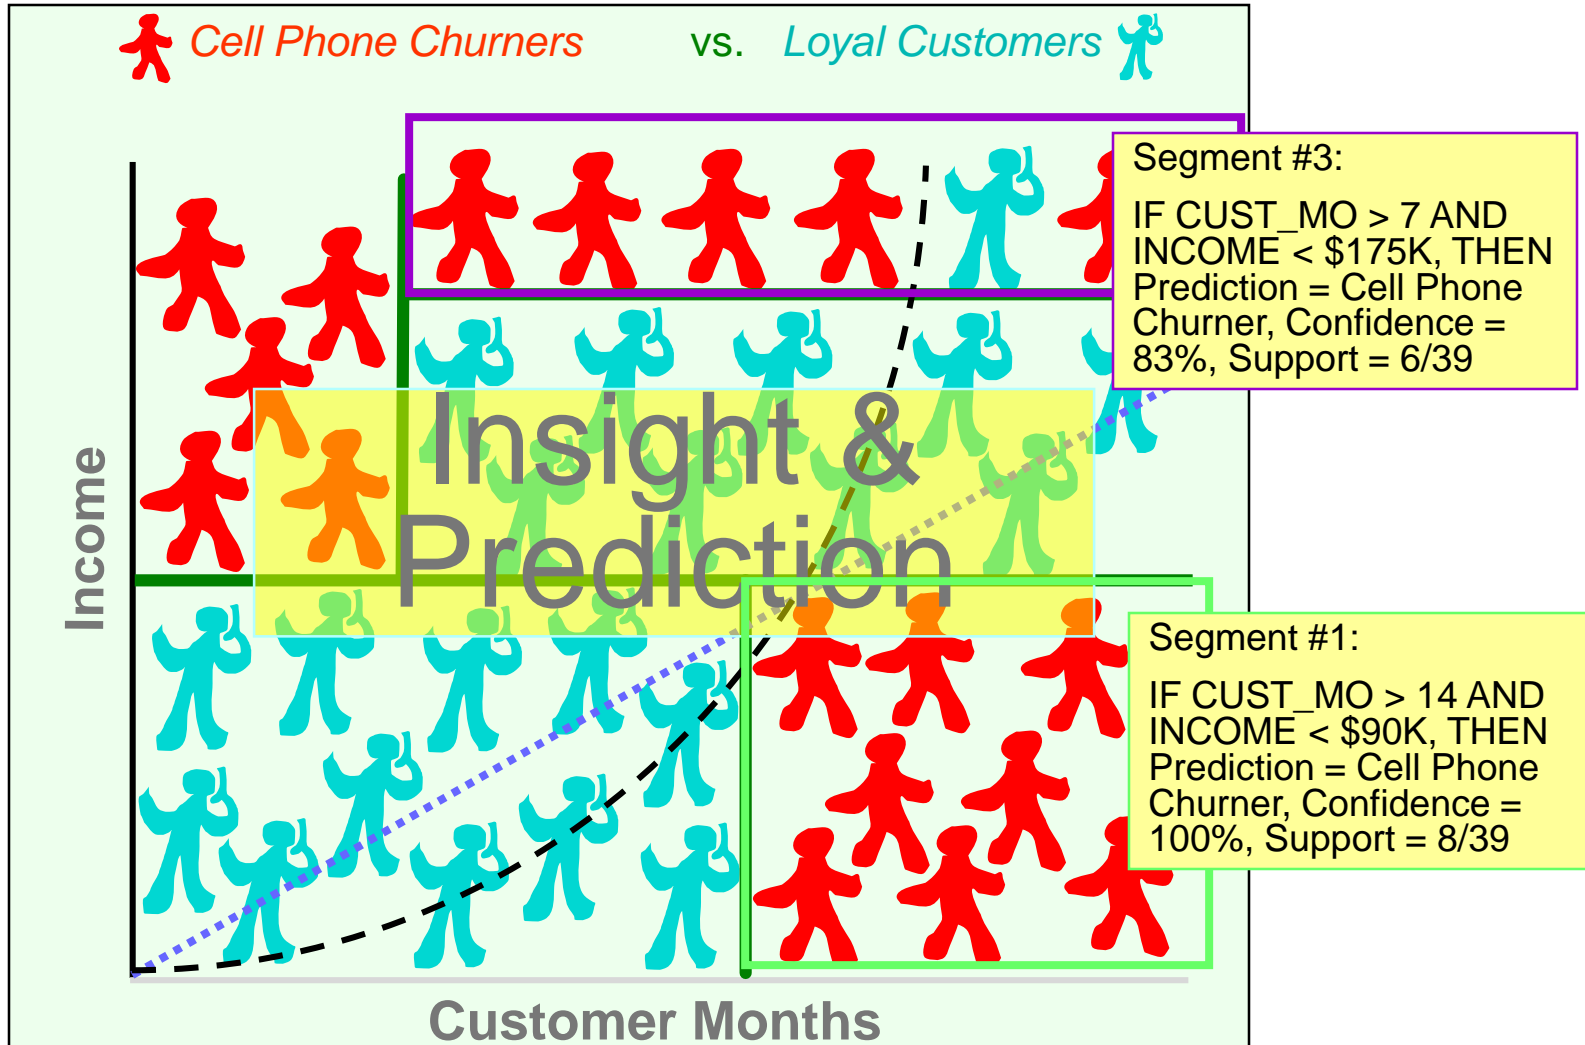 Cell Phone Churners vs. Loyal Customers
Segment #3:
IF CUST_MO > 7 AND
INCOME < $175K, THEN
Prediction = Cell Phone
Churner, Confidence =
83%, Support = 6/39
Insight &
Prediction
Income
Segment #1:
IF CUST_MO > 14 AND
INCOME < $90K, THEN
Prediction = Cell Phone
Churner, Confidence =
100%, Support = 8/39
Customer Months